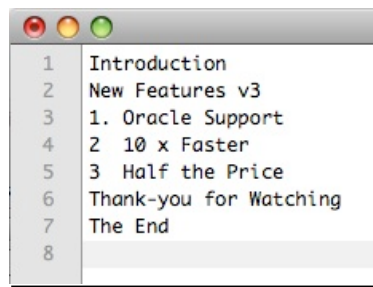 1 Introduction
2 New Features v3
3 1. Oracle Support
4 2  10 x Faster
5 3  Half the Price
6 Thank-you for Watching
7 The End
8